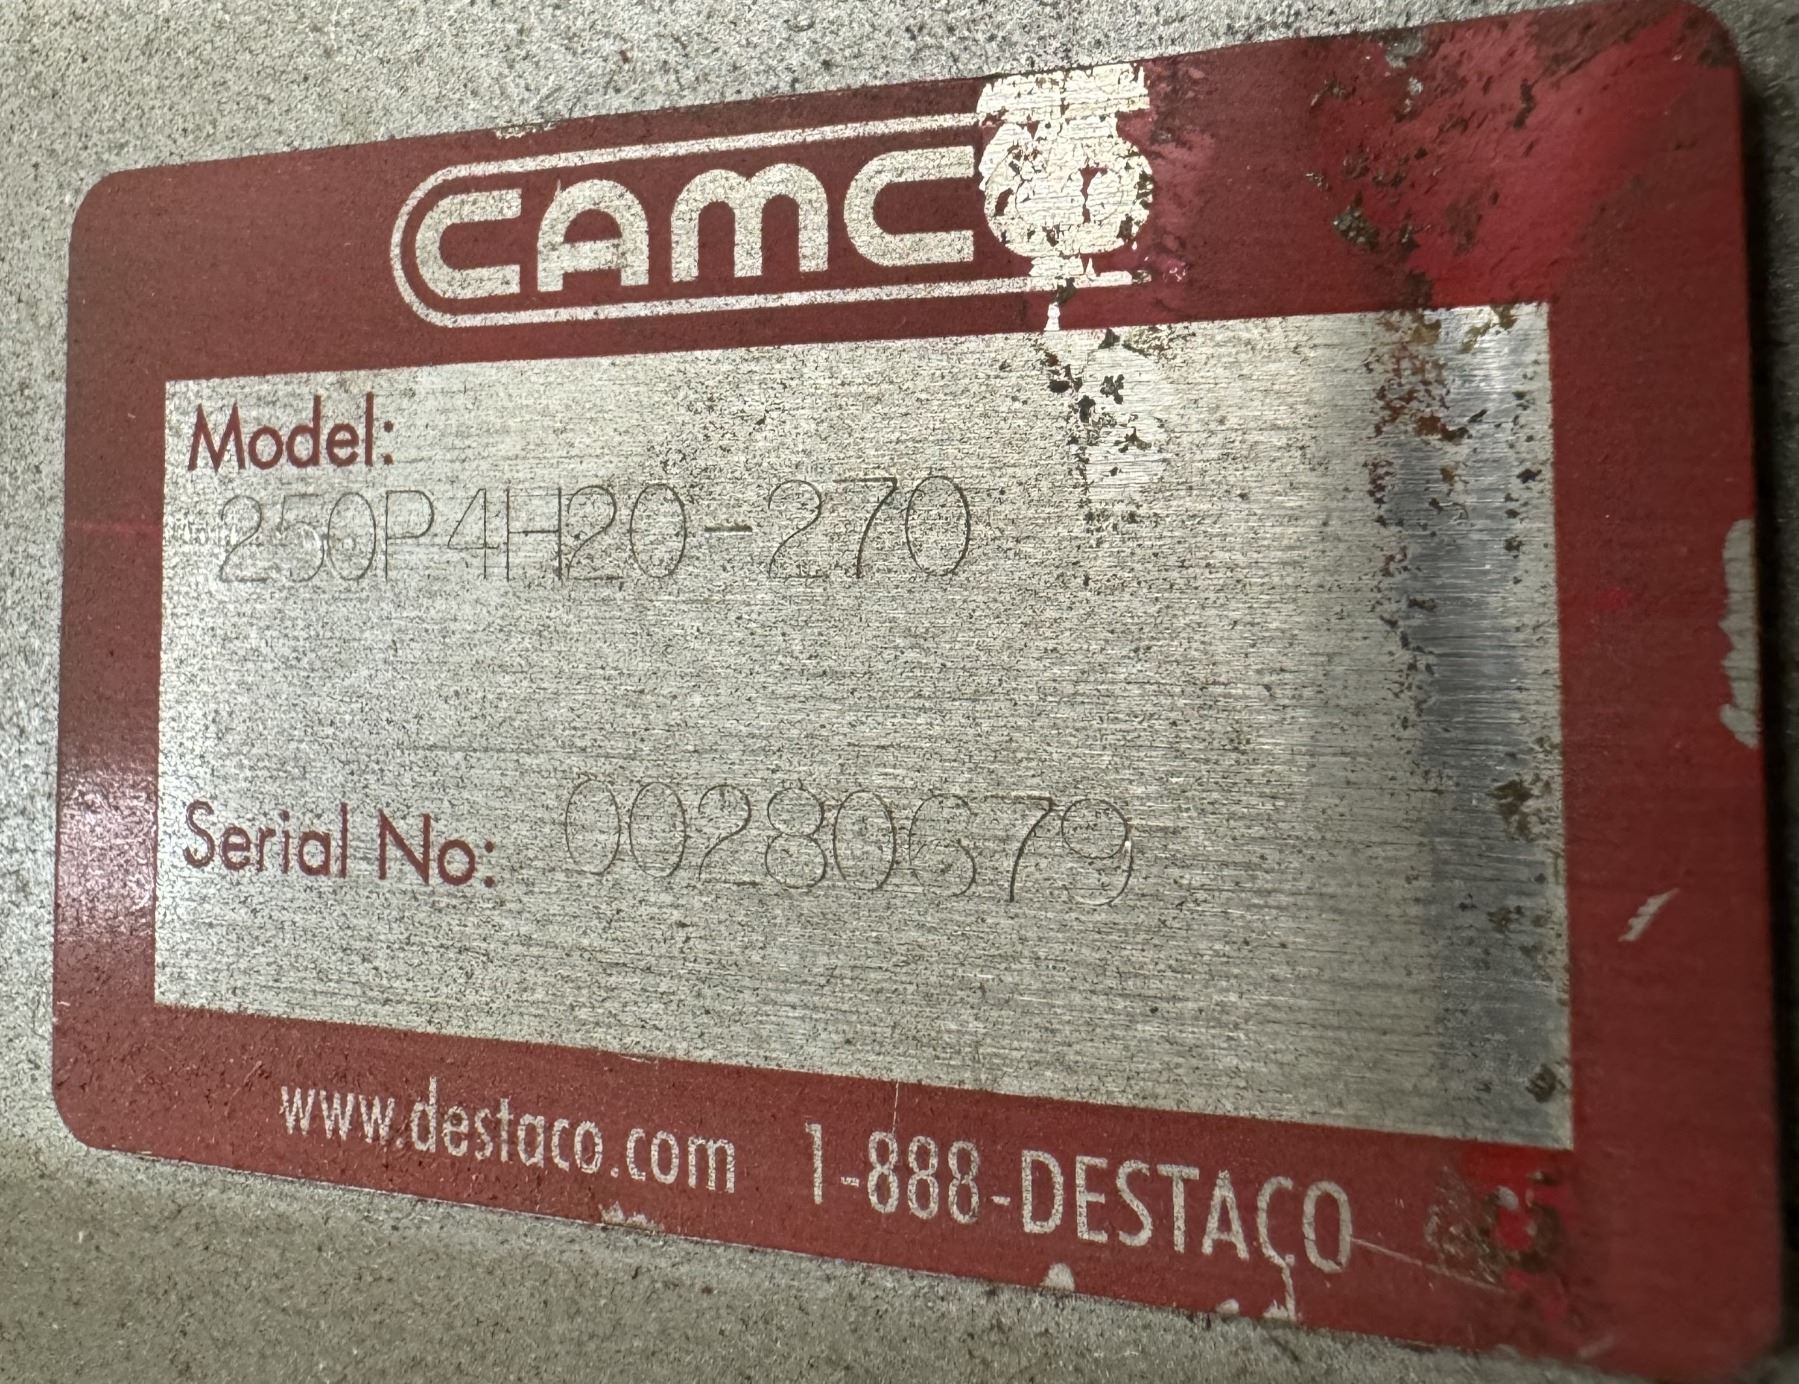 CAMCO
Model:
250P4H20-270
Serial No: 00280679
www.destaco.com 1-888-DESTACO